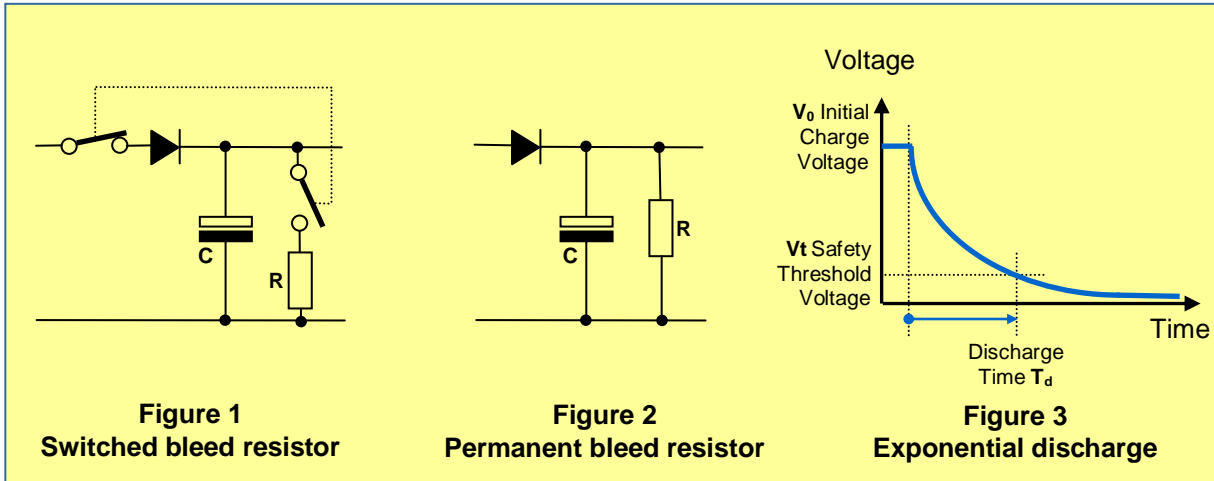 C
R
Figure 1
Switched bleed resistor
C
R
Figure 2
Permanent bleed resistor
Voltage
V₀ Initial
Charge
Voltage
Vt Safety
Threshold
Voltage
Time
Discharge
Time Td
Figure 3
Exponential discharge